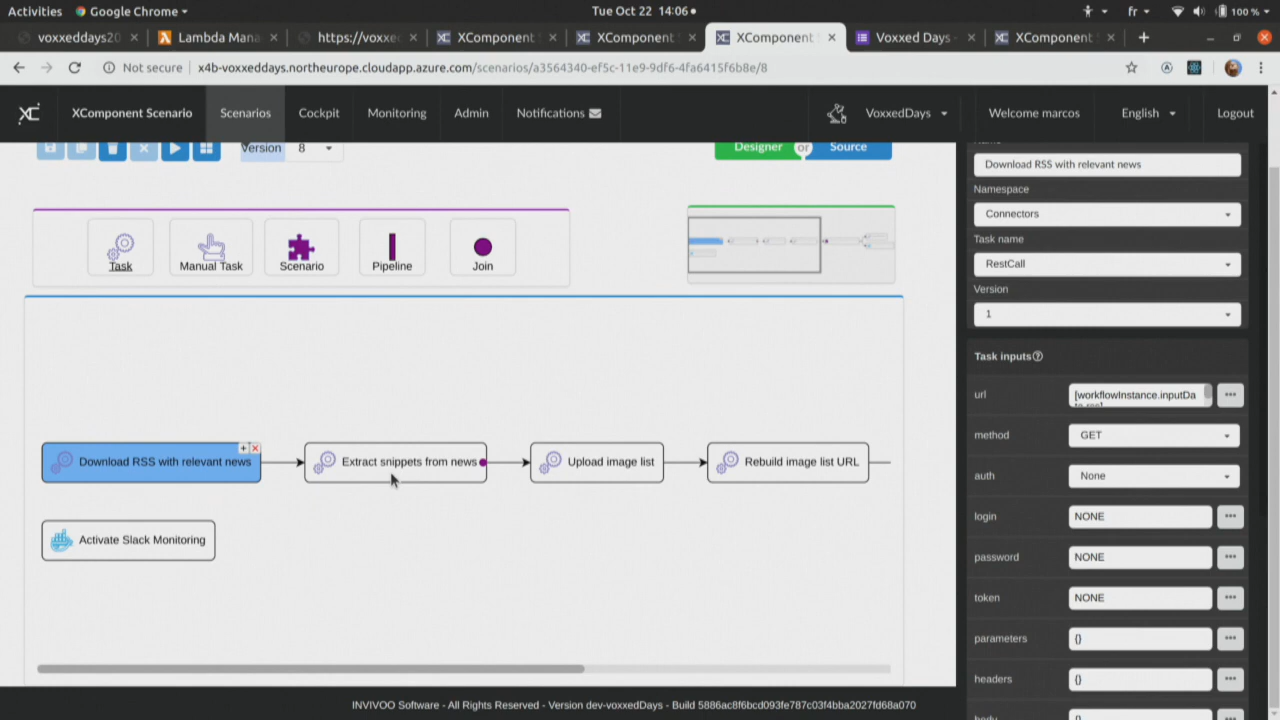 Activities Google Chrome Tue Oct 22 14:06 fr 100 %
voxxeddays20 Lambda Mana https://voxxe XComponent XComponent XComponent Voxxed Days - XComponent
Not secure x4b-voxxeddays.northeurope.cloudapp.azure.com/scenarios/a3564340-ef5c-11e9-9df6-4fa6415f6b8e/8
XComponent Scenario Scenarios Cockpit Monitoring Admin Notifications VoxxedDays Welcome marcos English Logout
Version 8 Designer or Source
Name
Download RSS with relevant news
Namespace
Connectors
Task name
RestCall
Version
1
Task Manual Task Scenario Pipeline Join
Task inputs
url [workflowInstance.inputDa
method GET
auth None
login NONE
password NONE
token NONE
parameters {}
headers {}
body {}
Download RSS with relevant news Extract snippets from news Upload image list Rebuild image list URL
Activate Slack Monitoring
INVIVOO Software - All Rights Reserved - Version dev-voxxedDays - Build 5886ac8f6bcd093fe787c03f4bba2027fd68a070